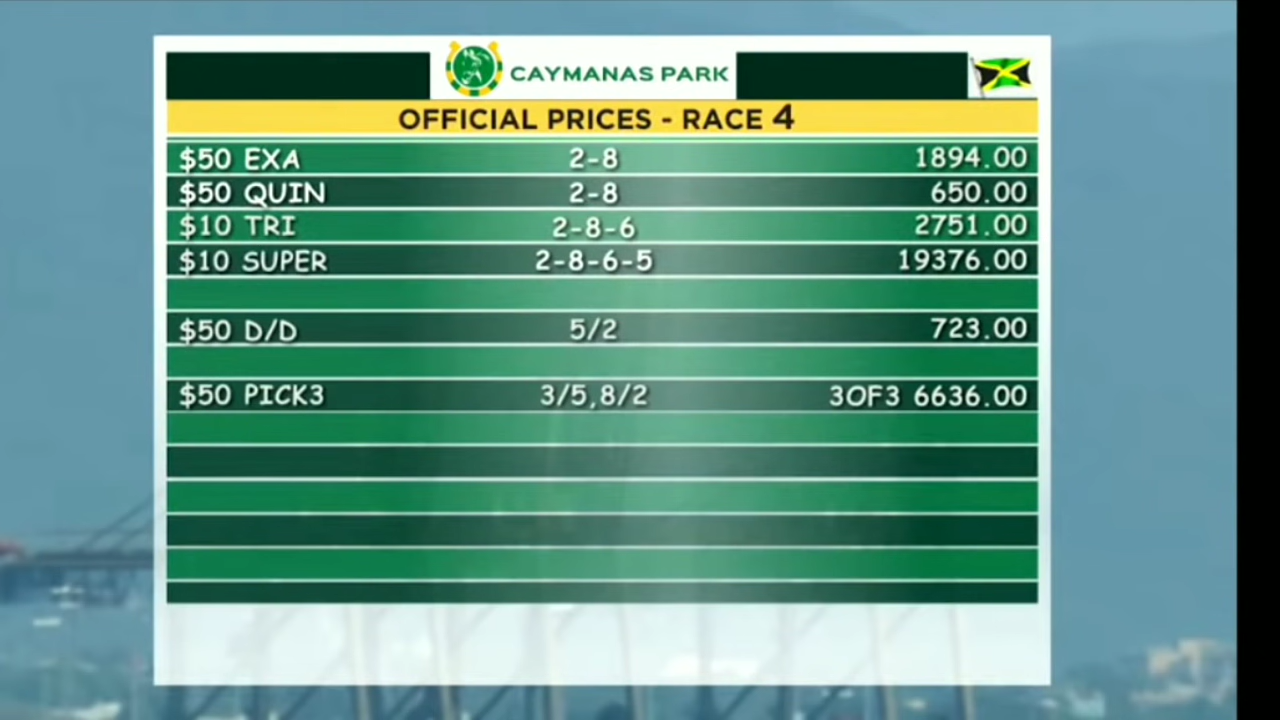 CAYMANAS PARK
OFFICIAL PRICES - RACE 4
$50 EXA 2-8 1894.00
$50 QUIN 2-8 650.00
$10 TRI 2-8-6 2751.00
$10 SUPER 2-8-6-5 19376.00
$50 D/D 5/2 723.00
$50 PICK3 3/5,8/2 3OF3 6636.00